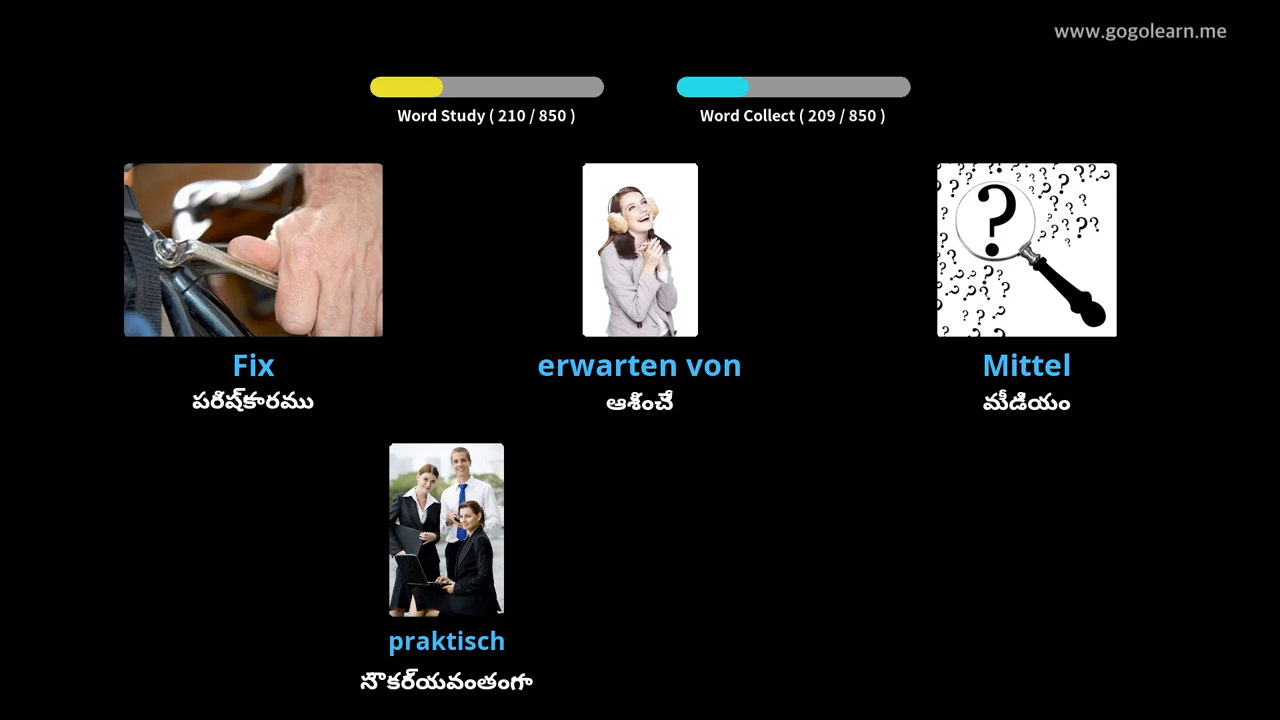 www.gogolearn.me
Word Study ( 210 / 850 )
Word Collect ( 209 / 850 )
Fix
erwarten von
Mittel
పరిష్కారము
ఆశించే
మీడియం
praktisch
సౌకర్యవంతంగా